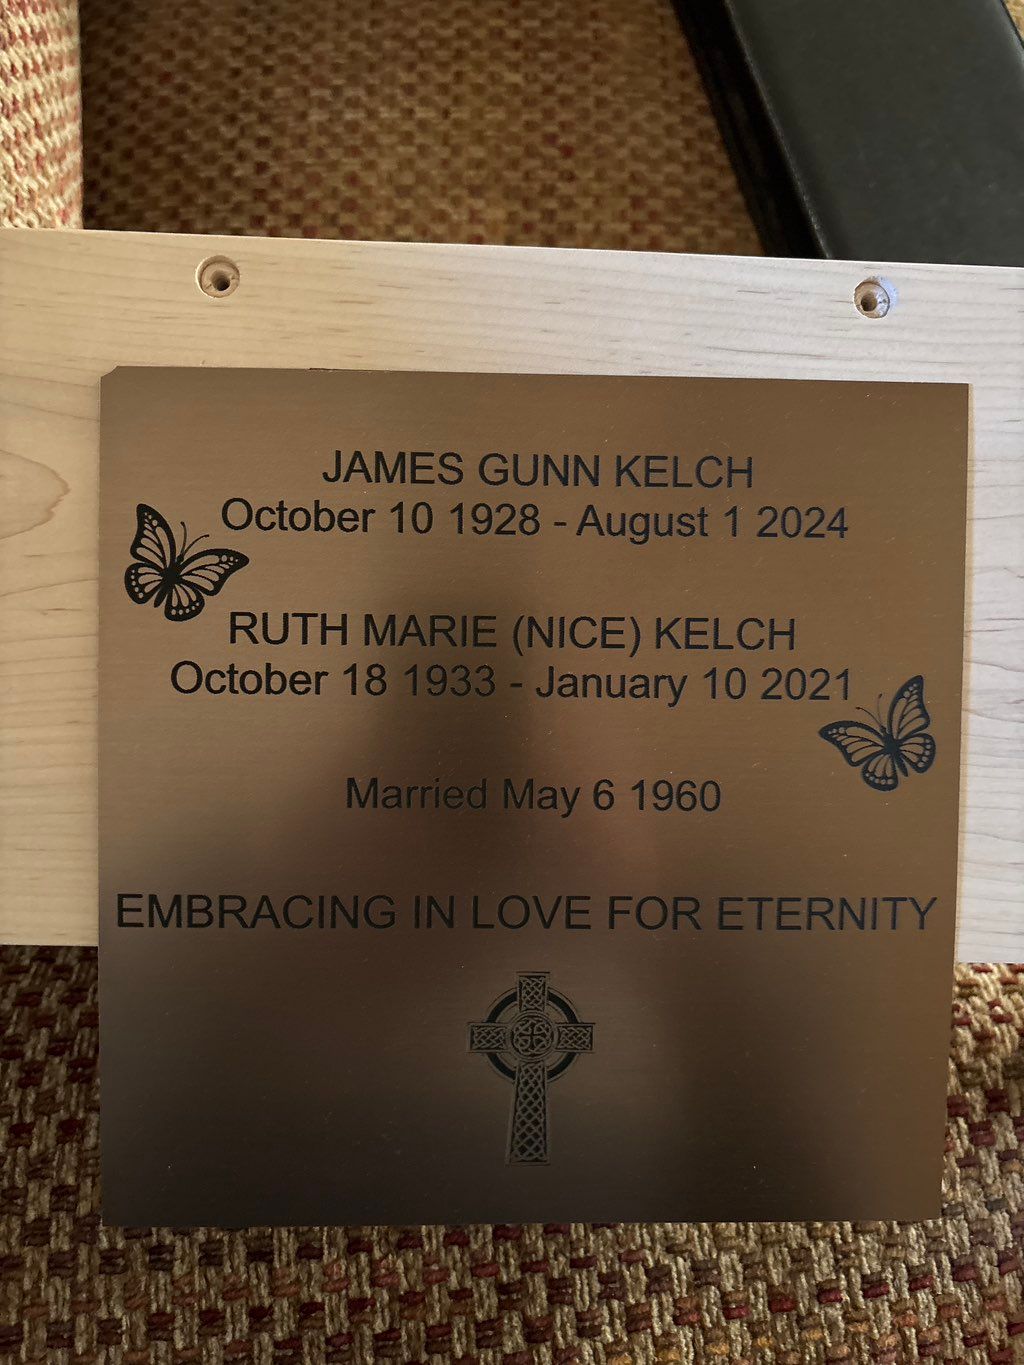 JAMES GUNN KELCH
October 10 1928 - August 1 2024
RUTH MARIE (NICE) KELCH
October 18 1933 - January 10 2021
Married May 6 1960
EMBRACING IN LOVE FOR ETERNITY